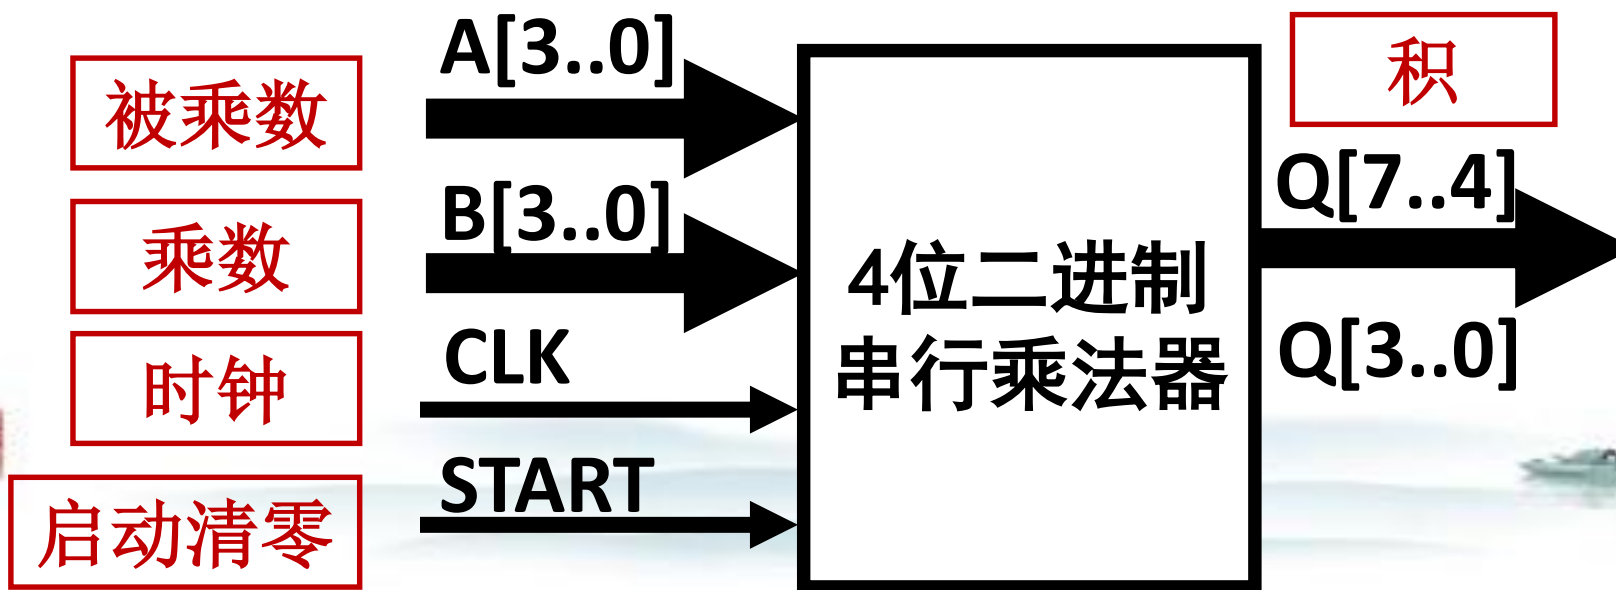 被乘数
A[3..0]
乘数
B[3..0]
时钟
CLK
启动清零
START
4位二进制
串行乘法器
积
Q[7..4]
Q[3..0]